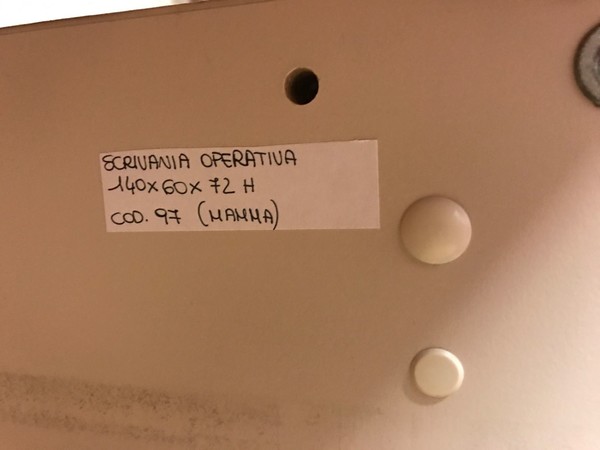 SCRIVANIA OPERATIVA
140x60x72 H
COD. 97 (MAMMA)